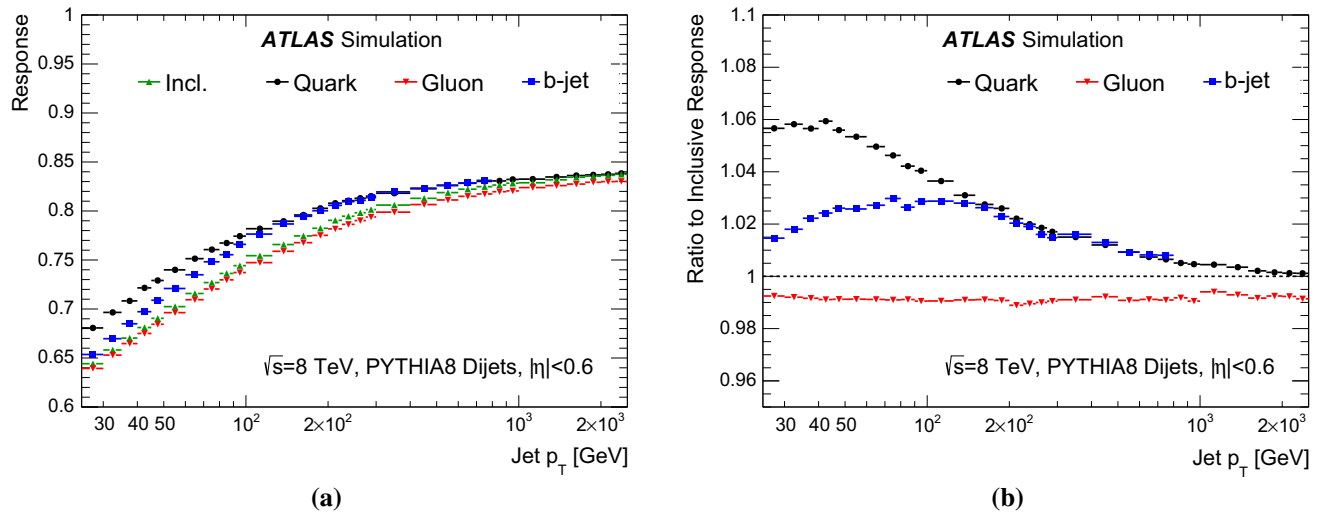 Response
1
0.95
0.9
0.85
0.8
0.75
0.7
0.65
0.6
ATLAS Simulation
Incl. Quark Gluon b-jet
√s=8 TeV, PYTHIA8 Dijets, |η|<0.6
30 40 50 10² 2×10² 10³ 2×10³
Jet p_T [GeV]
(a)
Ratio to Inclusive Response
1.1
1.08
1.06
1.04
1.02
1
0.98
0.96
ATLAS Simulation
Quark Gluon b-jet
√s=8 TeV, PYTHIA8 Dijets, |η|<0.6
30 40 50 10² 2×10² 10³ 2×10³
Jet p_T [GeV]
(b)